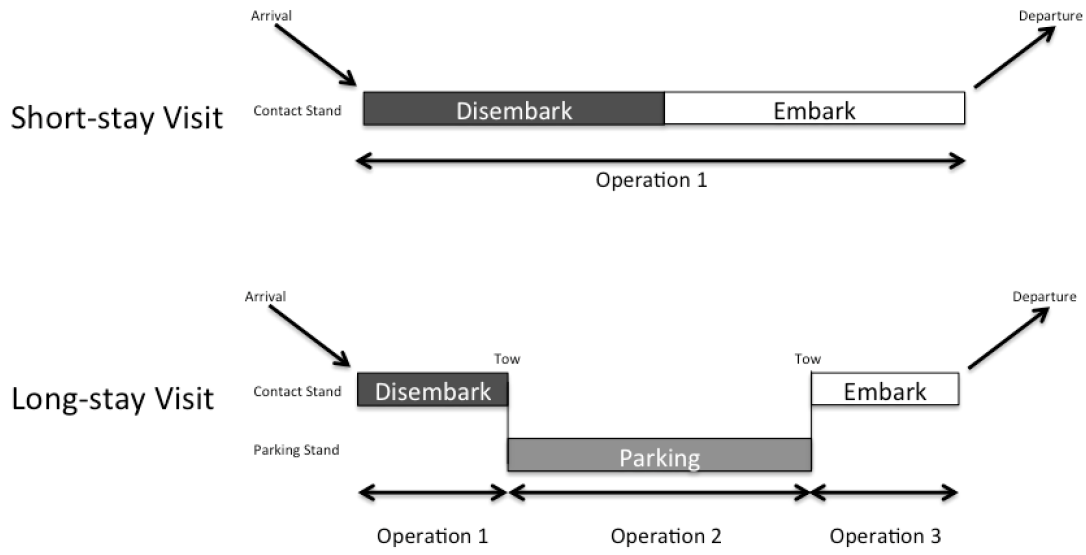 Arrival
Departure
Short-stay Visit
Contact Stand
Disembark
Embark
Operation 1
Arrival
Departure
Tow
Tow
Long-stay Visit
Contact Stand
Disembark
Embark
Parking Stand
Parking
Operation 1
Operation 2
Operation 3